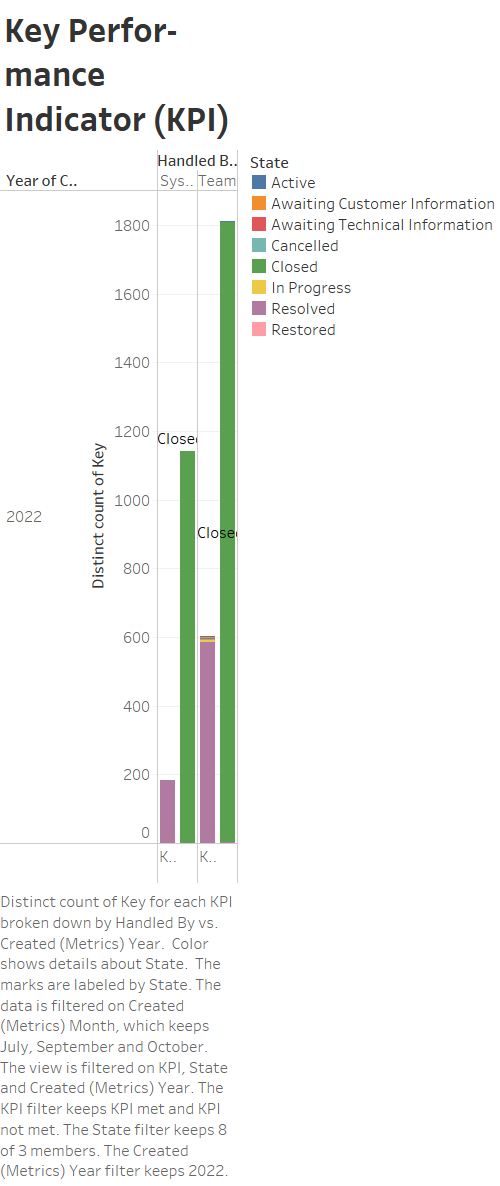 Key Perfor-
mance
Indicator (KPI)
Handled B..
Year of C..
Sys..
Team
State
Active
Awaiting Customer Information
Awaiting Technical Information
Cancelled
Closed
In Progress
Resolved
Restored
1800
1600
1400
1200
1000
800
600
400
200
0
Distinct count of Key
2022
Closed
Closed
K..
K..
Distinct count of Key for each KPI
broken down by Handled By vs.
Created (Metrics) Year.  Color
shows details about State.  The
marks are labeled by State. The
data is filtered on Created
(Metrics) Month, which keeps
July, September and October.
The view is filtered on KPI, State
and Created (Metrics) Year. The
KPI filter keeps KPI met and KPI
not met. The State filter keeps 8
of 3 members. The Created
(Metrics) Year filter keeps 2022.